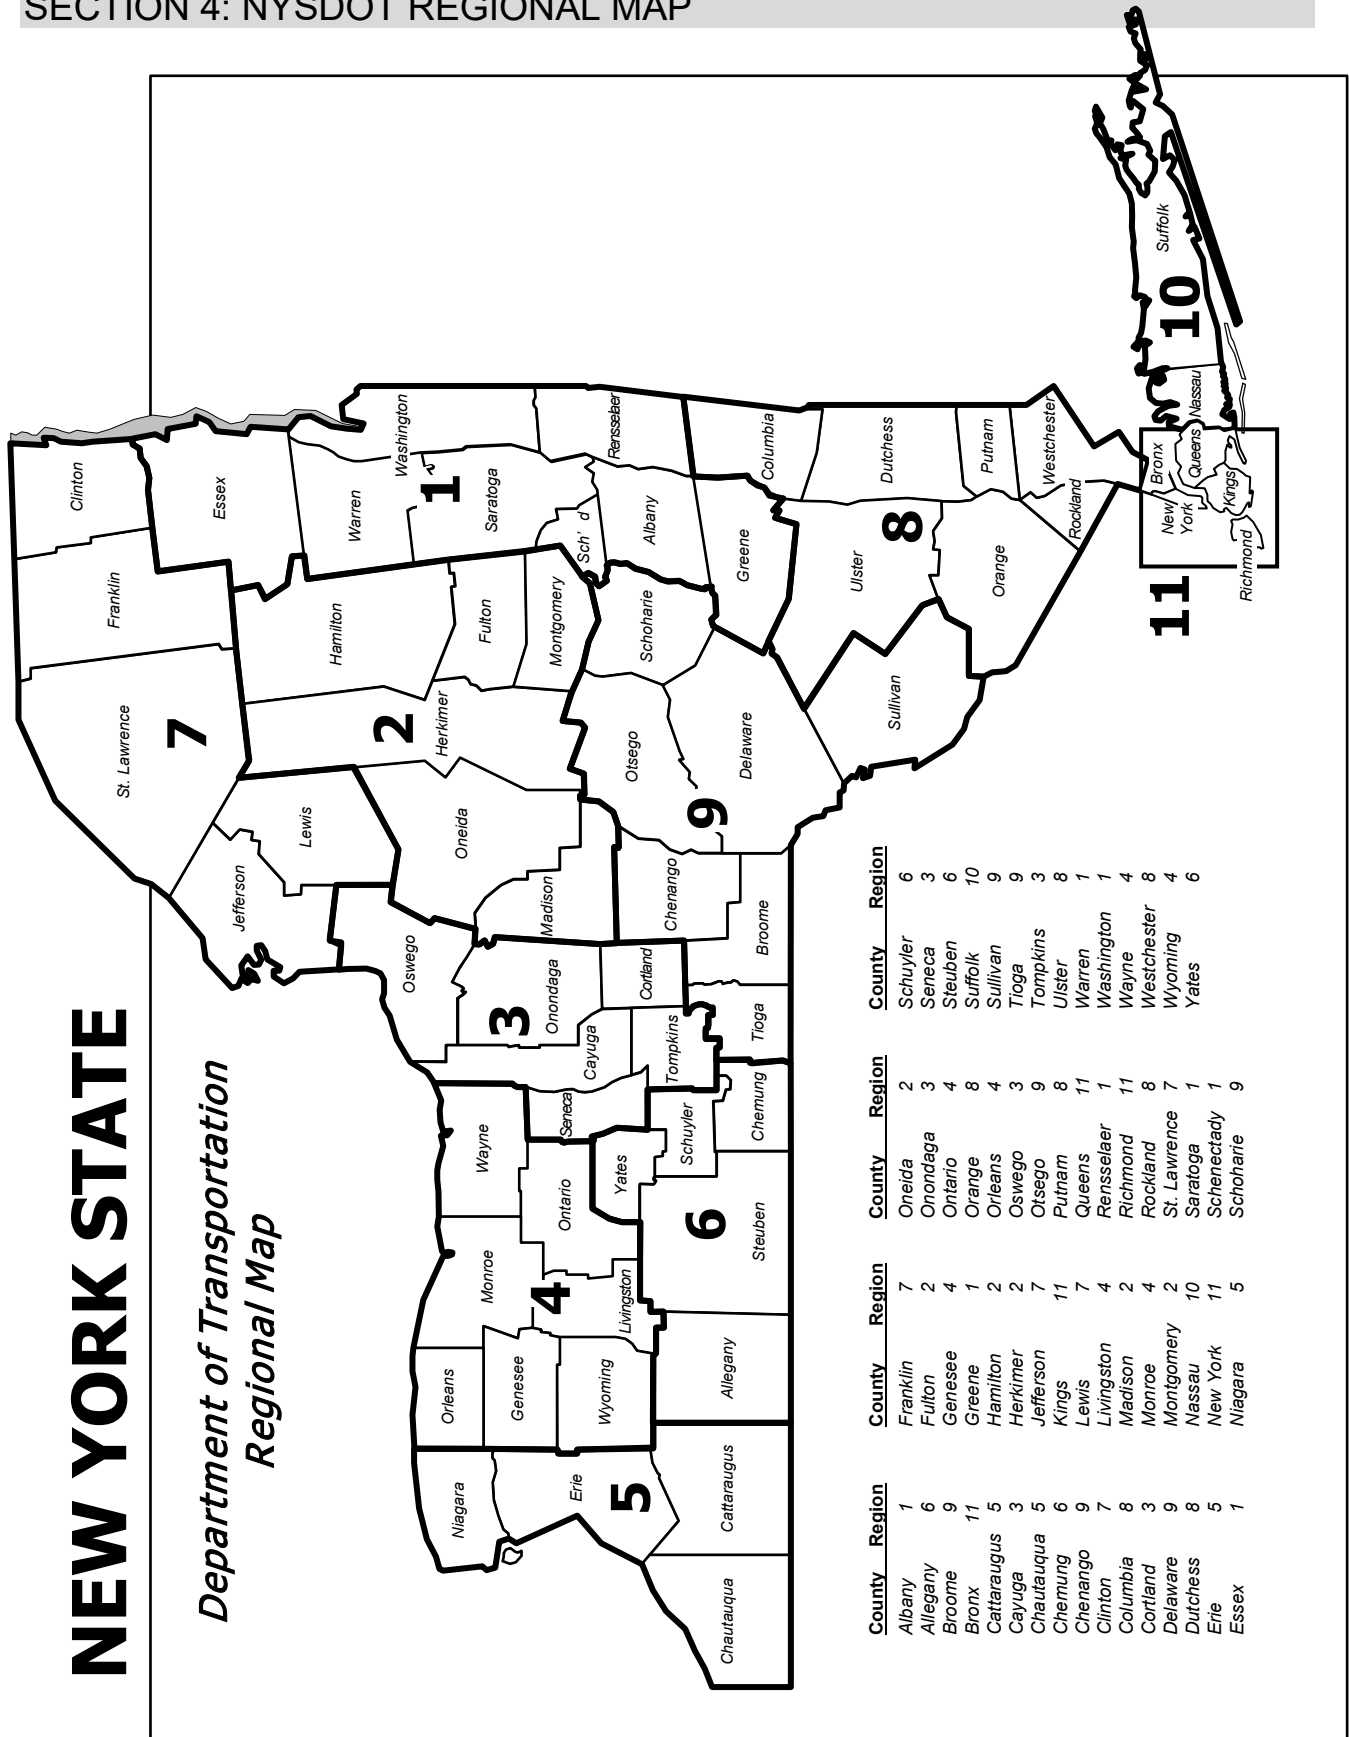 SECTION 4: NYSDOT REGIONAL MAP
NEW YORK STATE
Department of Transportation
Regional Map
Clinton
Franklin
St. Lawrence
7
Essex
Jefferson
Lewis
Hamilton
Herkimer
2
Warren
Washington
1
Saratoga
Fulton
Montgomery
Sch' d
Rensselaer
Albany
Oneida
Madison
Oswego
Onondaga
3
Cayuga
Cortland
Seneca
Tompkins
Wayne
Ontario
Yates
Monroe
4
Livingston
Orleans
Genesee
Wyoming
Niagara
Erie
5
Chautauqua
Cattaraugus
Allegany
Steuben
6
Schuyler
Chemung
Tioga
Broome
Chenango
9
Otsego
Schoharie
Delaware
Sullivan
Greene
Columbia
Ulster
8
Dutchess
Putnam
Orange
Rockland
Westchester
New
York
Bronx
Queens
Kings
Richmond
11
Nassau
10
Suffolk
County Region
Albany 1
Allegany 6
Broome 9
Bronx 11
Cattaraugus 5
Cayuga 3
Chautauqua 5
Chemung 6
Chenango 9
Clinton 7
Columbia 8
Cortland 3
Delaware 9
Dutchess 8
Erie 5
Essex 1
County Region
Franklin 7
Fulton 2
Genesee 4
Greene 1
Hamilton 2
Herkimer 2
Jefferson 7
Kings 11
Lewis 7
Livingston 4
Madison 2
Monroe 4
Montgomery 2
Nassau 10
New York 11
Niagara 5
County Region
Oneida 2
Onondaga 3
Ontario 4
Orange 8
Orleans 4
Oswego 3
Otsego 9
Putnam 8
Queens 11
Rensselaer 1
Richmond 11
Rockland 8
St. Lawrence 7
Saratoga 1
Schenectady 1
Schoharie 9
County Region
Schuyler 6
Seneca 3
Steuben 6
Suffolk 10
Sullivan 9
Tioga 9
Tompkins 3
Ulster 8
Warren 1
Washington 1
Wayne 4
Westchester 8
Wyoming 4
Yates 6